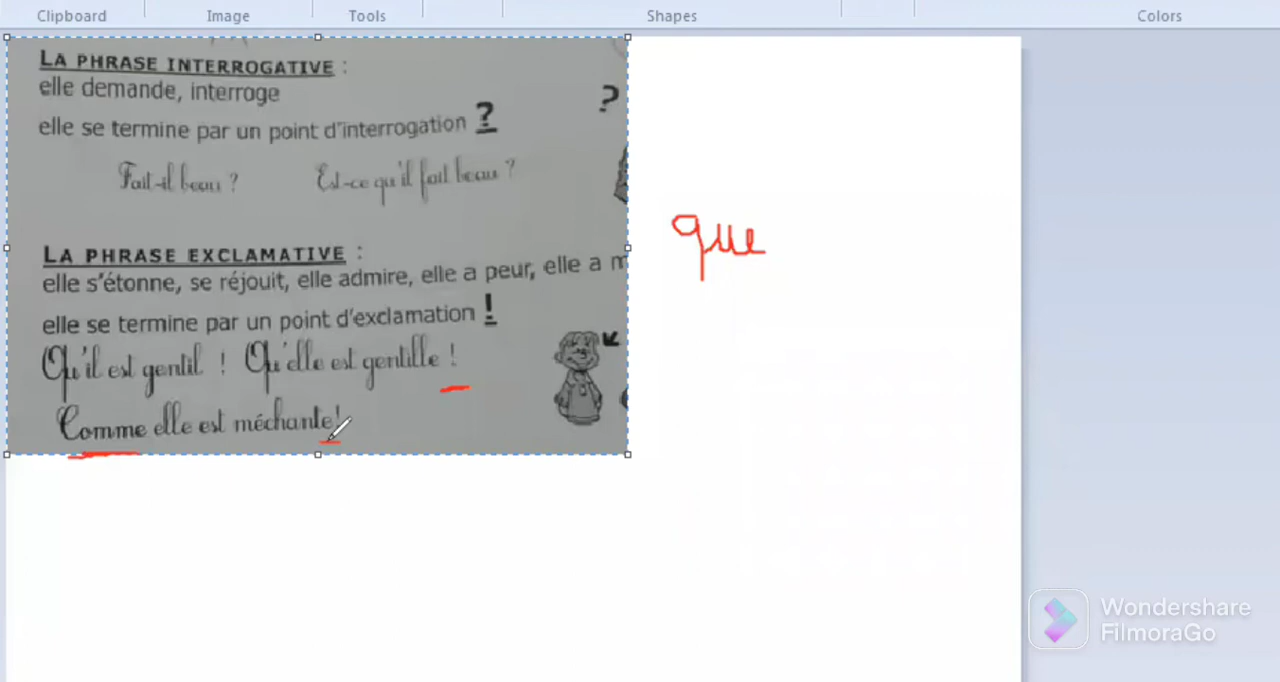 Clipboard Image Tools Shapes Colors
LA PHRASE INTERROGATIVE :
elle demande, interroge
?
elle se termine par un point d'interrogation ?
Fait-il beau ? Est-ce qu'il fait beau ?
que
LA PHRASE EXCLAMATIVE :
elle s'étonne, se réjouit, elle admire, elle a peur, elle a
elle se termine par un point d'exclamation !
Qu'il est gentil ! Qu'elle est gentille !
Comme elle est méchante!
Wondershare
FilmoraGo